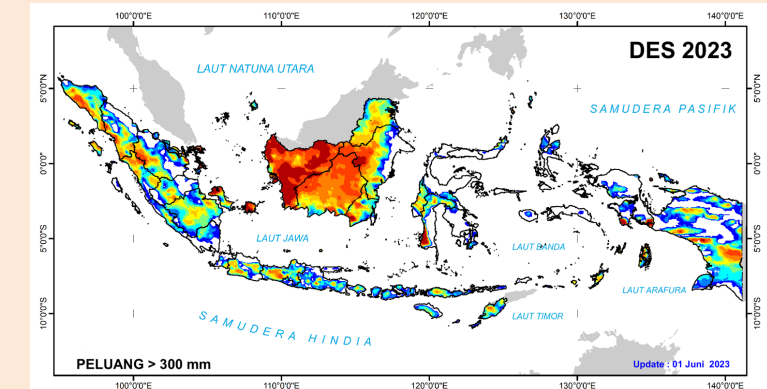 100°0'0"E 110°0'0"E 120°0'0"E 130°0'0"E 140°0'0"E
DES 2023
LAUT NATUNA UTARA
5°0'0"N 5°0'0"N
SAMUDERA PASIFIK
0°0'0" 0°0'0"
5°0'0"S 5°0'0"S
LAUT JAWA
LAUT BANDA
LAUT ARAFURA
10°0'0"S 10°0'0"S
SAMUDERA HINDIA
LAUT TIMOR
PELUANG > 300 mm
Update : 01 Juni 2023
100°0'0"E 110°0'0"E 120°0'0"E 130°0'0"E 140°0'0"E